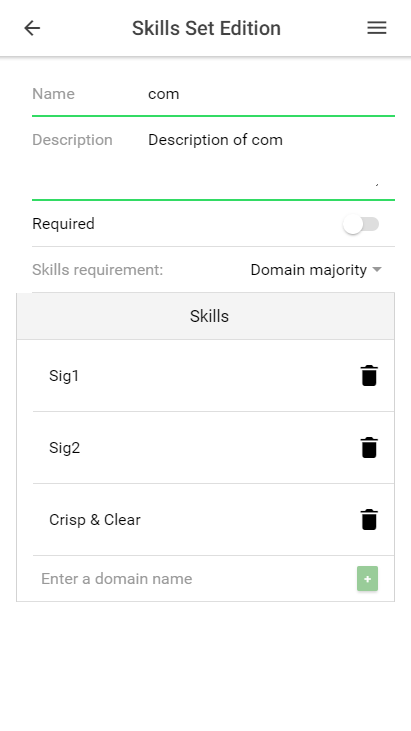 Skills Set Edition
Name com
Description Description of com
Required
Skills requirement: Domain majority
Skills
Sig1
Sig2
Crisp & Clear
Enter a domain name +